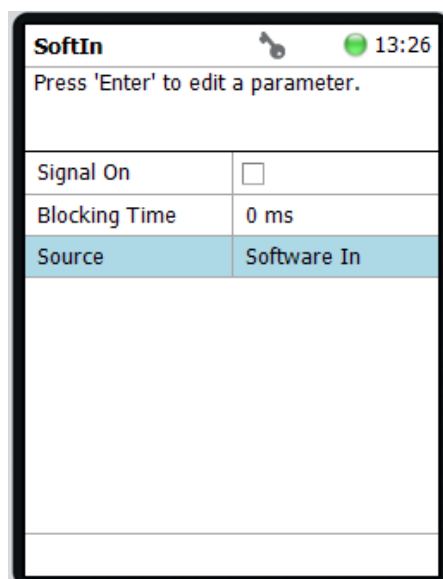 SoftIn 13:26
Press 'Enter' to edit a parameter.
Signal On
Blocking Time 0 ms
Source Software In